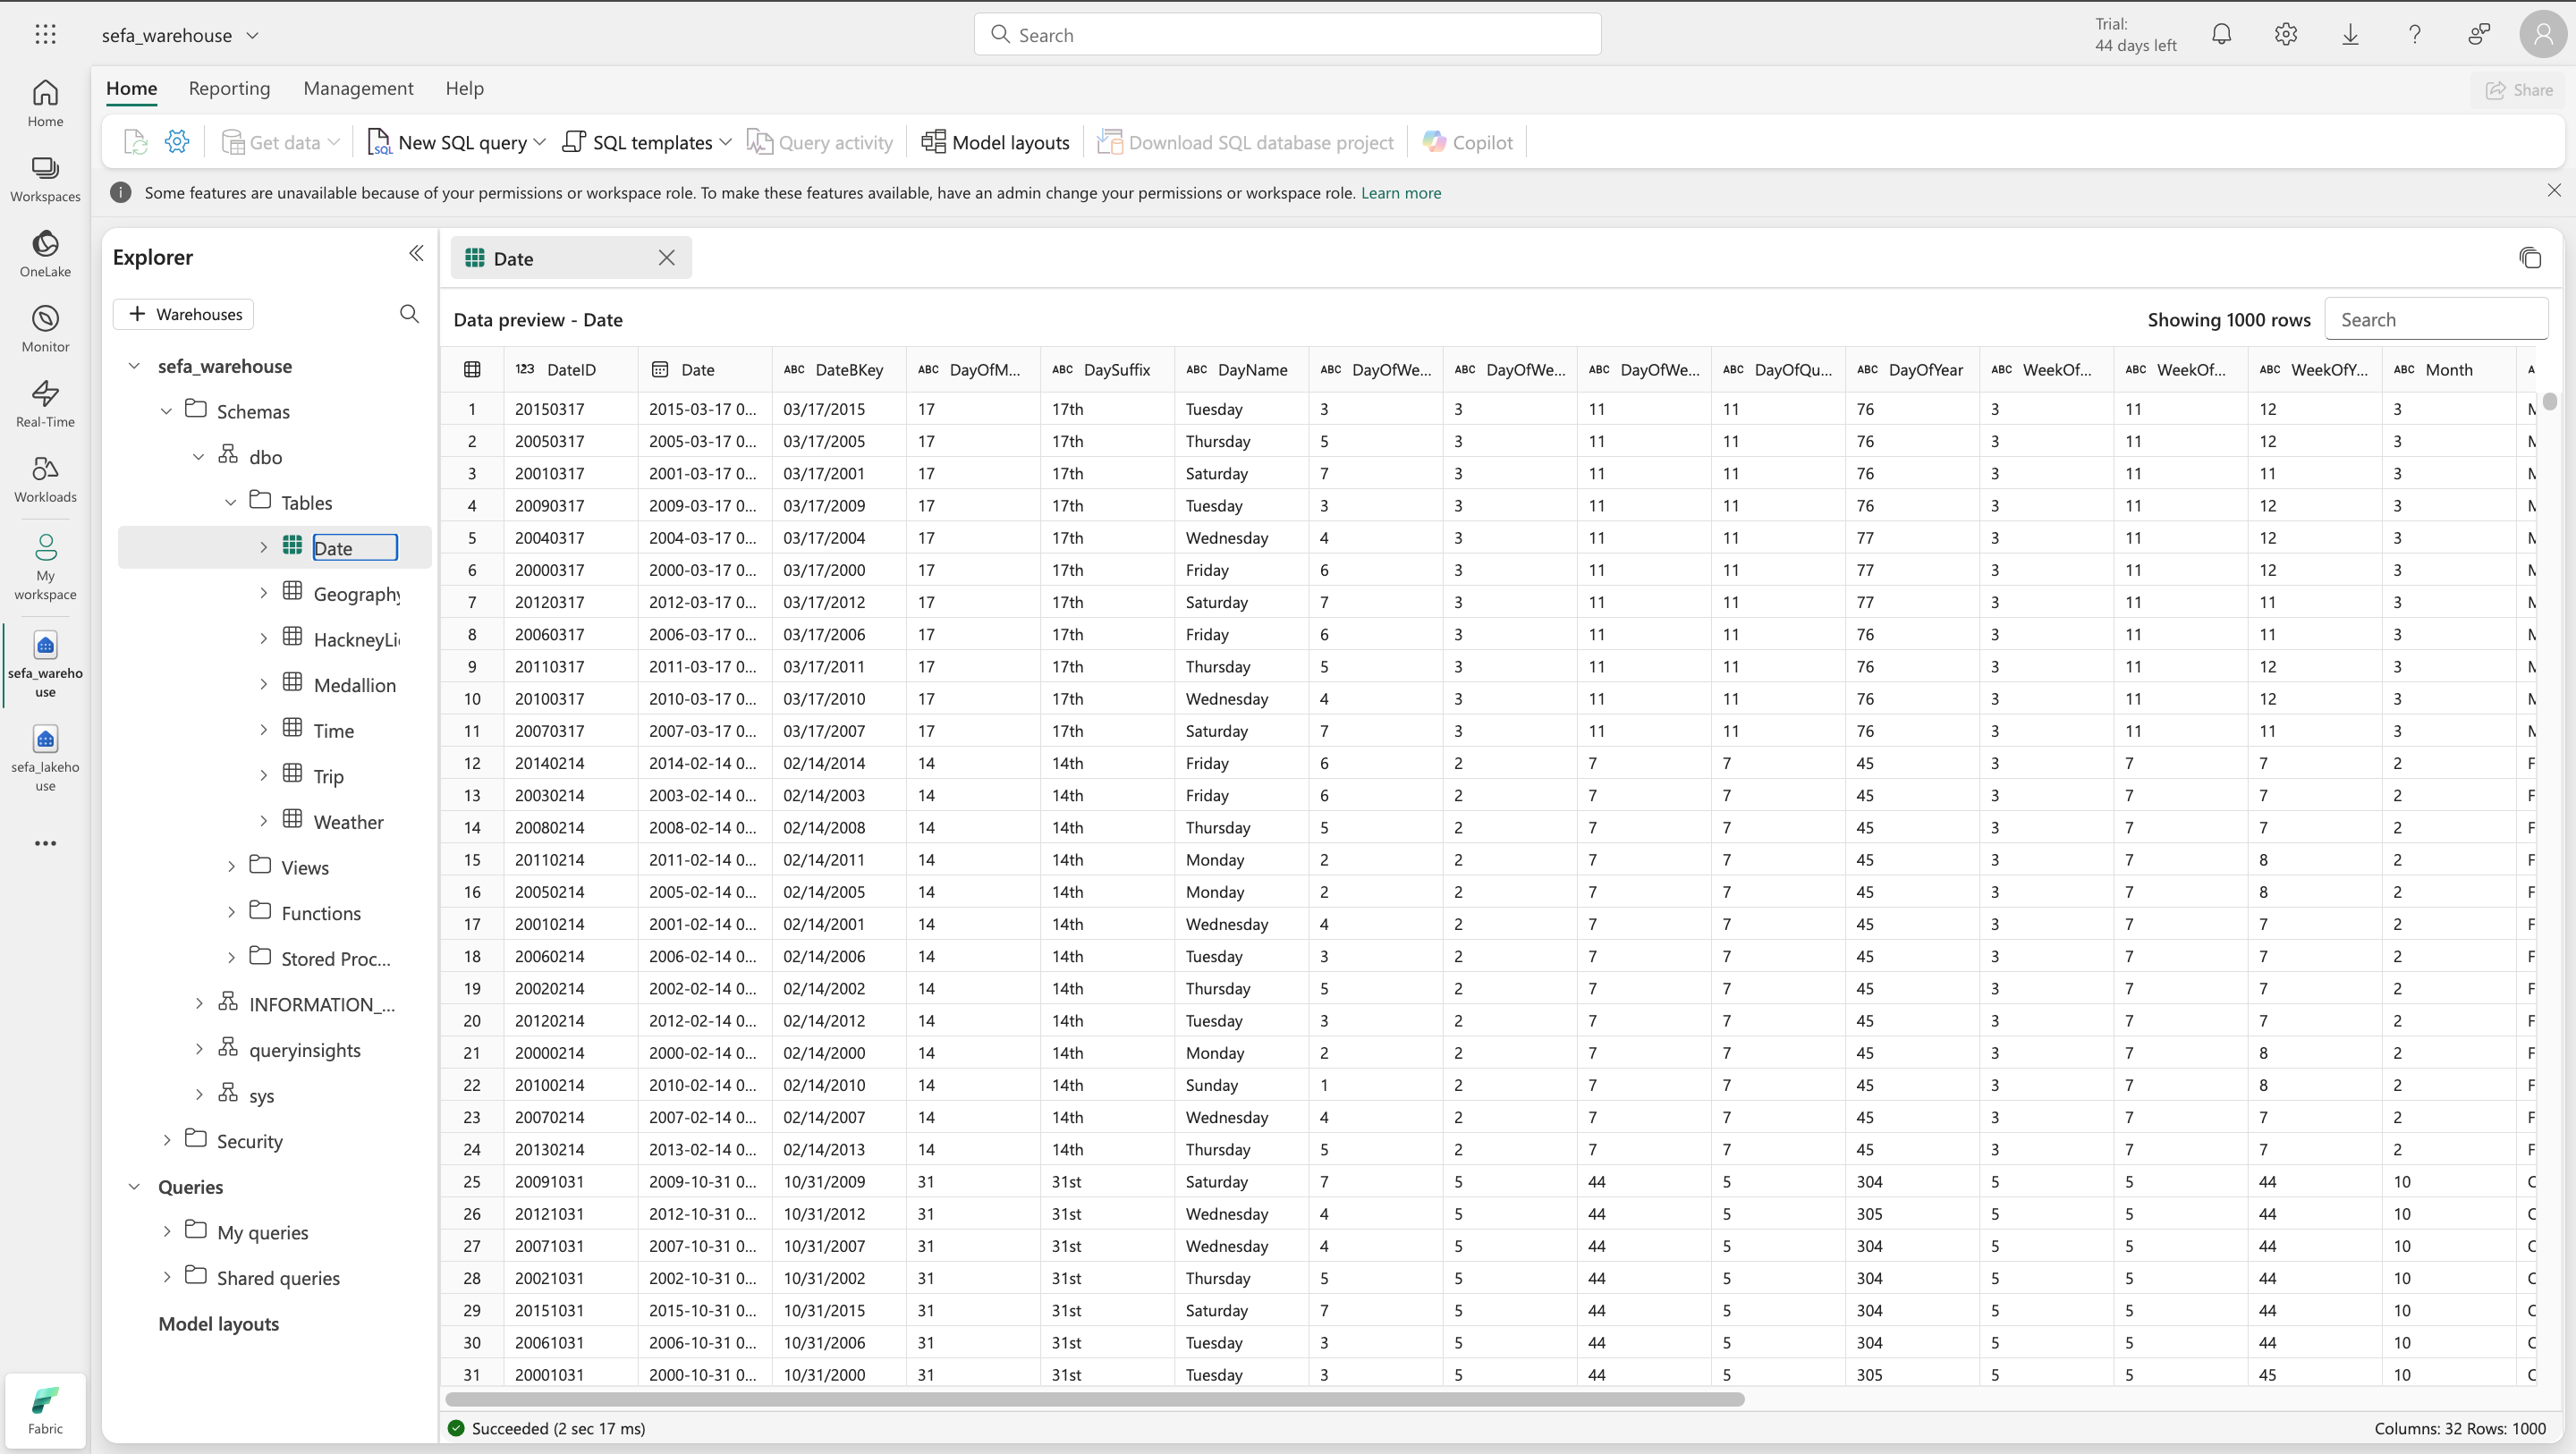 sefa_warehouse
Search
Trial:
44 days left
Home
Reporting
Management
Help
Share
Get data
New SQL query
SQL templates
Query activity
Model layouts
Download SQL database project
Copilot
Some features are unavailable because of your permissions or workspace role. To make these features available, have an admin change your permissions or workspace role. Learn more
Home
Workspaces
OneLake
Monitor
Real-Time
Workloads
My
workspace
sefa_wareho
use
sefa_lakeho
use
Fabric
Explorer
Warehouses
sefa_warehouse
Schemas
dbo
Tables
Date
Geography
HackneyLi
Medallion
Time
Trip
Weather
Views
Functions
Stored Proc...
INFORMATION_...
queryinsights
sys
Security
Queries
My queries
Shared queries
Model layouts
Date
Data preview - Date
Showing 1000 rows
Search
123 DateID ABC Date ABC DateBKey ABC DayOfM... ABC DaySuffix ABC DayName ABC DayOfWe... ABC DayOfWe... ABC DayOfWe... ABC DayOfQu... ABC DayOfYear ABC WeekOf... ABC WeekOf... ABC WeekOfY... ABC Month A
1 20150317 2015-03-17 0... 03/17/2015 17 17th Tuesday 3 3 11 11 76 3 11 12 3
2 20050317 2005-03-17 0... 03/17/2005 17 17th Thursday 5 3 11 11 76 3 11 12 3
3 20010317 2001-03-17 0... 03/17/2001 17 17th Saturday 7 3 11 11 76 3 11 11 3
4 20090317 2009-03-17 0... 03/17/2009 17 17th Tuesday 3 3 11 11 76 3 11 12 3
5 20040317 2004-03-17 0... 03/17/2004 17 17th Wednesday 4 3 11 11 77 3 11 12 3
6 20000317 2000-03-17 0... 03/17/2000 17 17th Friday 6 3 11 11 77 3 11 12 3
7 20120317 2012-03-17 0... 03/17/2012 17 17th Saturday 7 3 11 11 77 3 11 11 3
8 20060317 2006-03-17 0... 03/17/2006 17 17th Friday 6 3 11 11 76 3 11 11 3
9 20110317 2011-03-17 0... 03/17/2011 17 17th Thursday 5 3 11 11 76 3 11 12 3
10 20100317 2010-03-17 0... 03/17/2010 17 17th Wednesday 4 3 11 11 76 3 11 12 3
11 20070317 2007-03-17 0... 03/17/2007 17 17th Saturday 7 3 11 11 76 3 11 11 3
12 20140214 2014-02-14 0... 02/14/2014 14 14th Friday 6 2 7 7 45 3 7 7 2 F
13 20030214 2003-02-14 0... 02/14/2003 14 14th Friday 6 2 7 7 45 3 7 7 2 F
14 20080214 2008-02-14 0... 02/14/2008 14 14th Thursday 5 2 7 7 45 3 7 7 2 F
15 20110214 2011-02-14 0... 02/14/2011 14 14th Monday 2 2 7 7 45 3 7 8 2 F
16 20050214 2005-02-14 0... 02/14/2005 14 14th Monday 2 2 7 7 45 3 7 8 2 F
17 20010214 2001-02-14 0... 02/14/2001 14 14th Wednesday 4 2 7 7 45 3 7 7 2 F
18 20060214 2006-02-14 0... 02/14/2006 14 14th Tuesday 3 2 7 7 45 3 7 7 2 F
19 20020214 2002-02-14 0... 02/14/2002 14 14th Thursday 5 2 7 7 45 3 7 7 2 F
20 20120214 2012-02-14 0... 02/14/2012 14 14th Tuesday 3 2 7 7 45 3 7 7 2 F
21 20000214 2000-02-14 0... 02/14/2000 14 14th Monday 2 2 7 7 45 3 7 8 2 F
22 20100214 2010-02-14 0... 02/14/2010 14 14th Sunday 1 2 7 7 45 3 7 8 2 F
23 20070214 2007-02-14 0... 02/14/2007 14 14th Wednesday 4 2 7 7 45 3 7 7 2 F
24 20130214 2013-02-14 0... 02/14/2013 14 14th Thursday 5 2 7 7 45 3 7 7 2 F
25 20091031 2009-10-31 0... 10/31/2009 31 31st Saturday 7 5 44 5 304 5 5 44 10
26 20121031 2012-10-31 0... 10/31/2012 31 31st Wednesday 4 5 44 5 305 5 5 44 10
27 20071031 2007-10-31 0... 10/31/2007 31 31st Wednesday 4 5 44 5 304 5 5 44 10
28 20021031 2002-10-31 0... 10/31/2002 31 31st Thursday 5 5 44 5 304 5 5 44 10
29 20151031 2015-10-31 0... 10/31/2015 31 31st Saturday 7 5 44 5 304 5 5 44 10
30 20061031 2006-10-31 0... 10/31/2006 31 31st Tuesday 3 5 44 5 304 5 5 44 10
31 20001031 2000-10-31 0... 10/31/2000 31 31st Tuesday 3 5 44 5 305 5 5 45 10
Succeeded (2 sec 17 ms)
Columns: 32 Rows: 1000